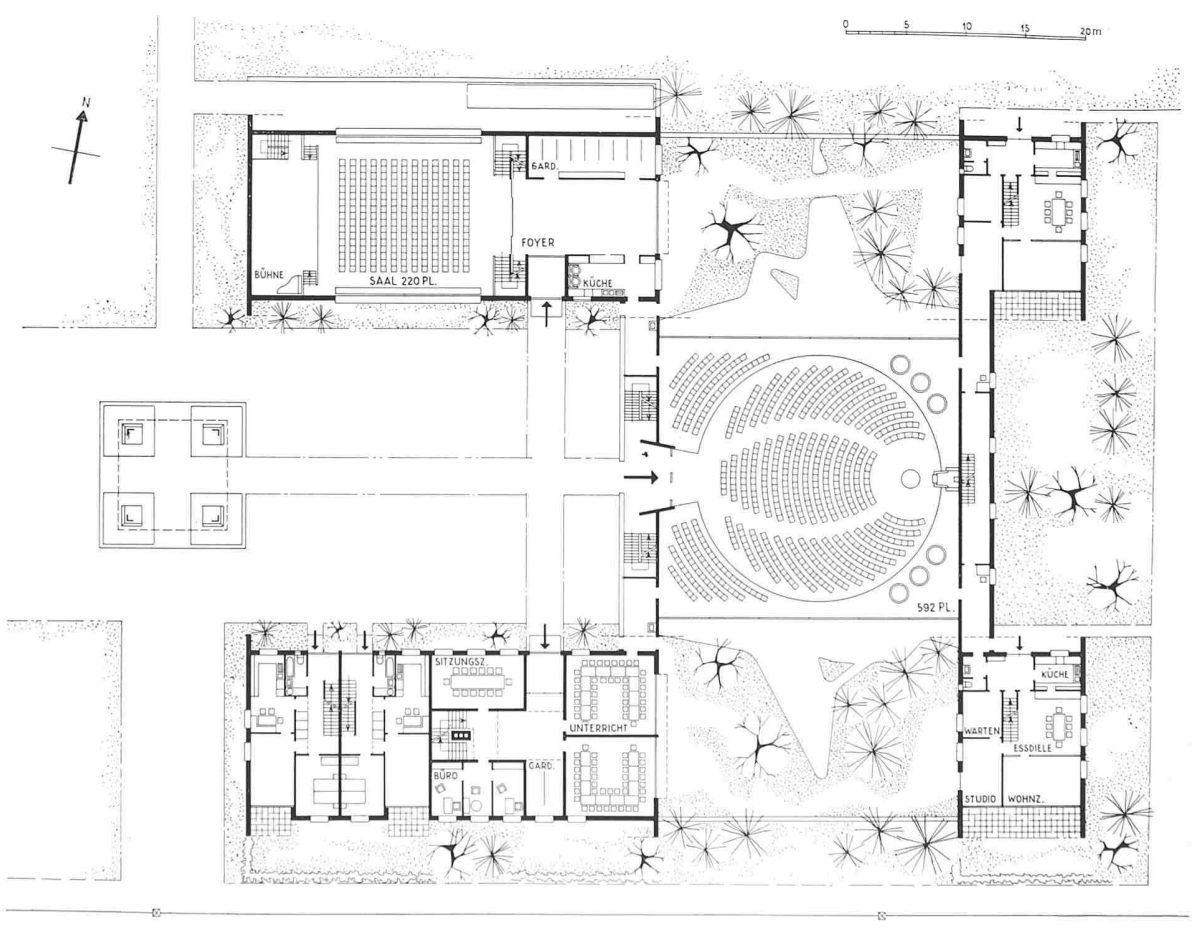 0 5 10 15 20 m
N
GARD.
FOYER
BÜHNE
SAAL 220 PL.
KÜCHE
592 PL.
SITZUNGSZ.
UNTERRICHT
BÜRO
GARD.
KÜCHE
WARTEN
ESSDIELE
STUDIO
WOHNZ.